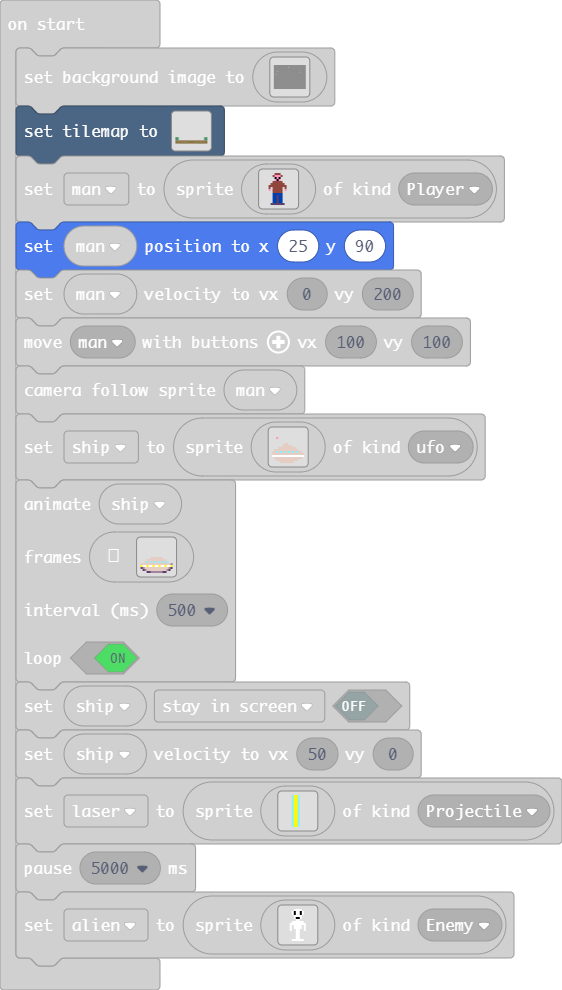 on start
set background image to
set tilemap to
set man to sprite of kind Player
set man position to x 25 y 90
set man velocity to vx 0 vy 200
move man with buttons vx 100 vy 100
camera follow sprite man
set ship to sprite of kind ufo
animate ship
frames
interval (ms) 500
loop ON
set ship stay in screen OFF
set ship velocity to vx 50 vy 0
set laser to sprite of kind Projectile
pause 5000 ms
set alien to sprite of kind Enemy